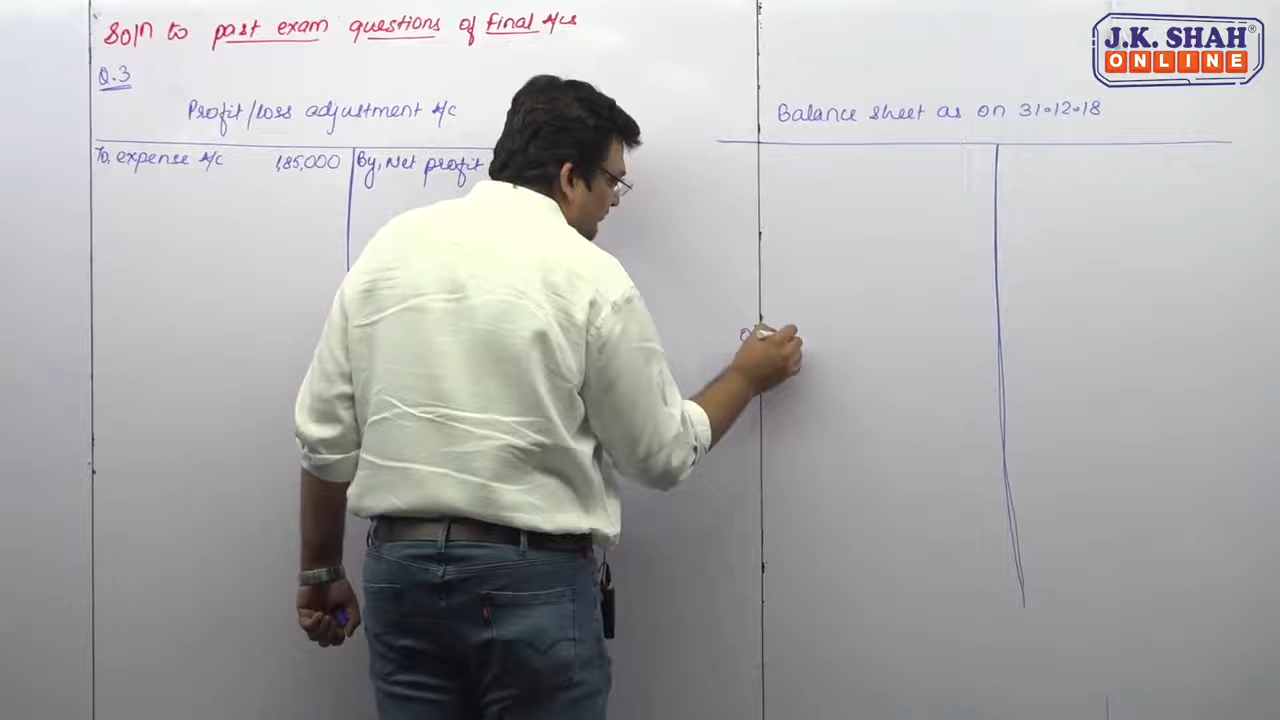 Soln to past exam questions of final A/cs
Q.3
Profit/loss adjustment A/c
To, expense A/c 1,85,000 By, Net profit
Balance sheet as on 31.12.18
J.K. SHAH®
ONLINE